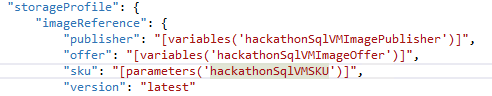 "storageProfile": {
"imageReference": {
"publisher": "[variables('hackathonSqlVMImagePublisher')]",
"offer": "[variables('hackathonSqlVMImageOffer')]",
"sku": "[parameters('hackathonSqlVMSKU')]",
"version": "latest"